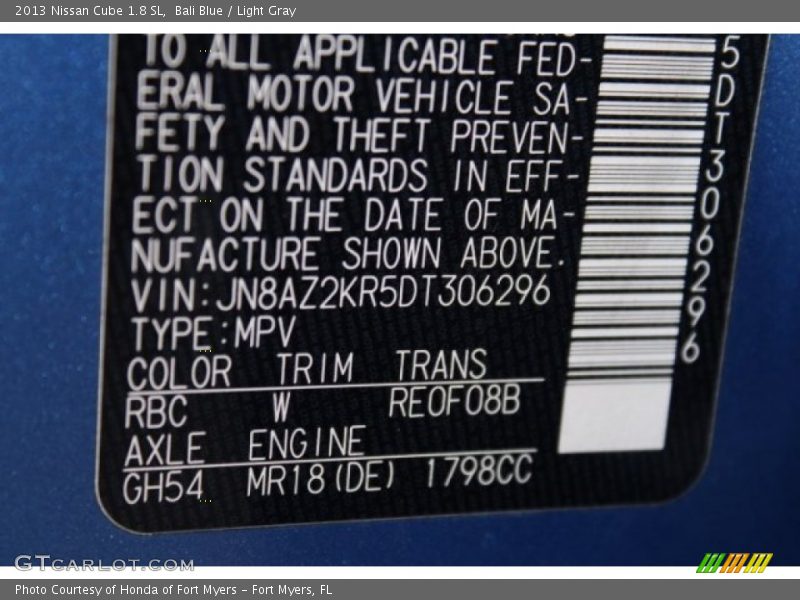 2013 Nissan Cube 1.8 SL,  Bali Blue / Light Gray
TO ALL APPLICABLE FED-
ERAL MOTOR VEHICLE SA-
FETY AND THEFT PREVEN-
TION STANDARDS IN EFF-
ECT ON THE DATE OF MA-
NUFACTURE SHOWN ABOVE.
VIN:JN8AZ2KR5DT306296
TYPE:MPV
COLOR TRIM TRANS
RBC W RE0F08B
AXLE ENGINE
GH54 MR18(DE) 1798CC
5DT306296
GTCARLOT.COM
Photo Courtesy of Honda of Fort Myers – Fort Myers, FL